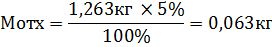 Мотх = 1,263кг × 5% / 100% = 0,063кг